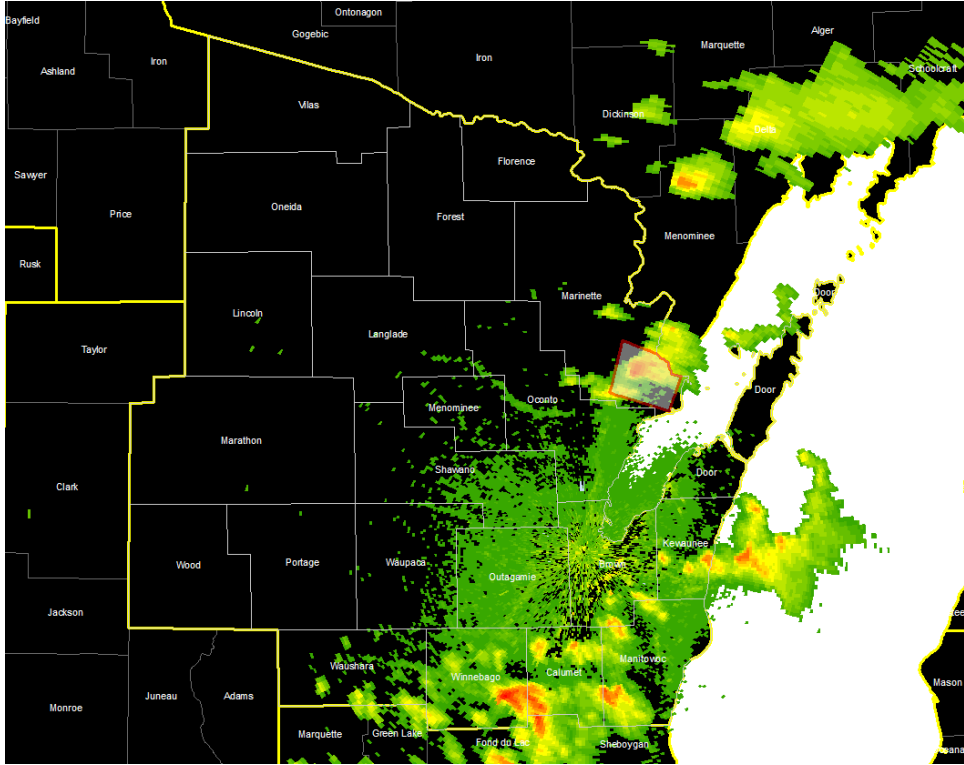 Ontonagon
Bayfield
Alger
Gogebic
Marquette
Iron
Iron
Ashland
Schoolcraft
Vilas
Dickinson
Delta
Florence
Sawyer
Oneida
Price
Forest
Menominee
Rusk
Door
Marinette
Lincoln
Langlade
Taylor
Door
Oconto
Menominee
Marathon
Shawano
Door
Clark
Kewaunee
Wood
Portage
Waupaca
Brown
Outagamie
Jackson
Manitowoc
Waushara
Calumet
Winnebago
Mason
Juneau
Adams
Monroe
Marquette
Green Lake
Fond du Lac
Sheboygan